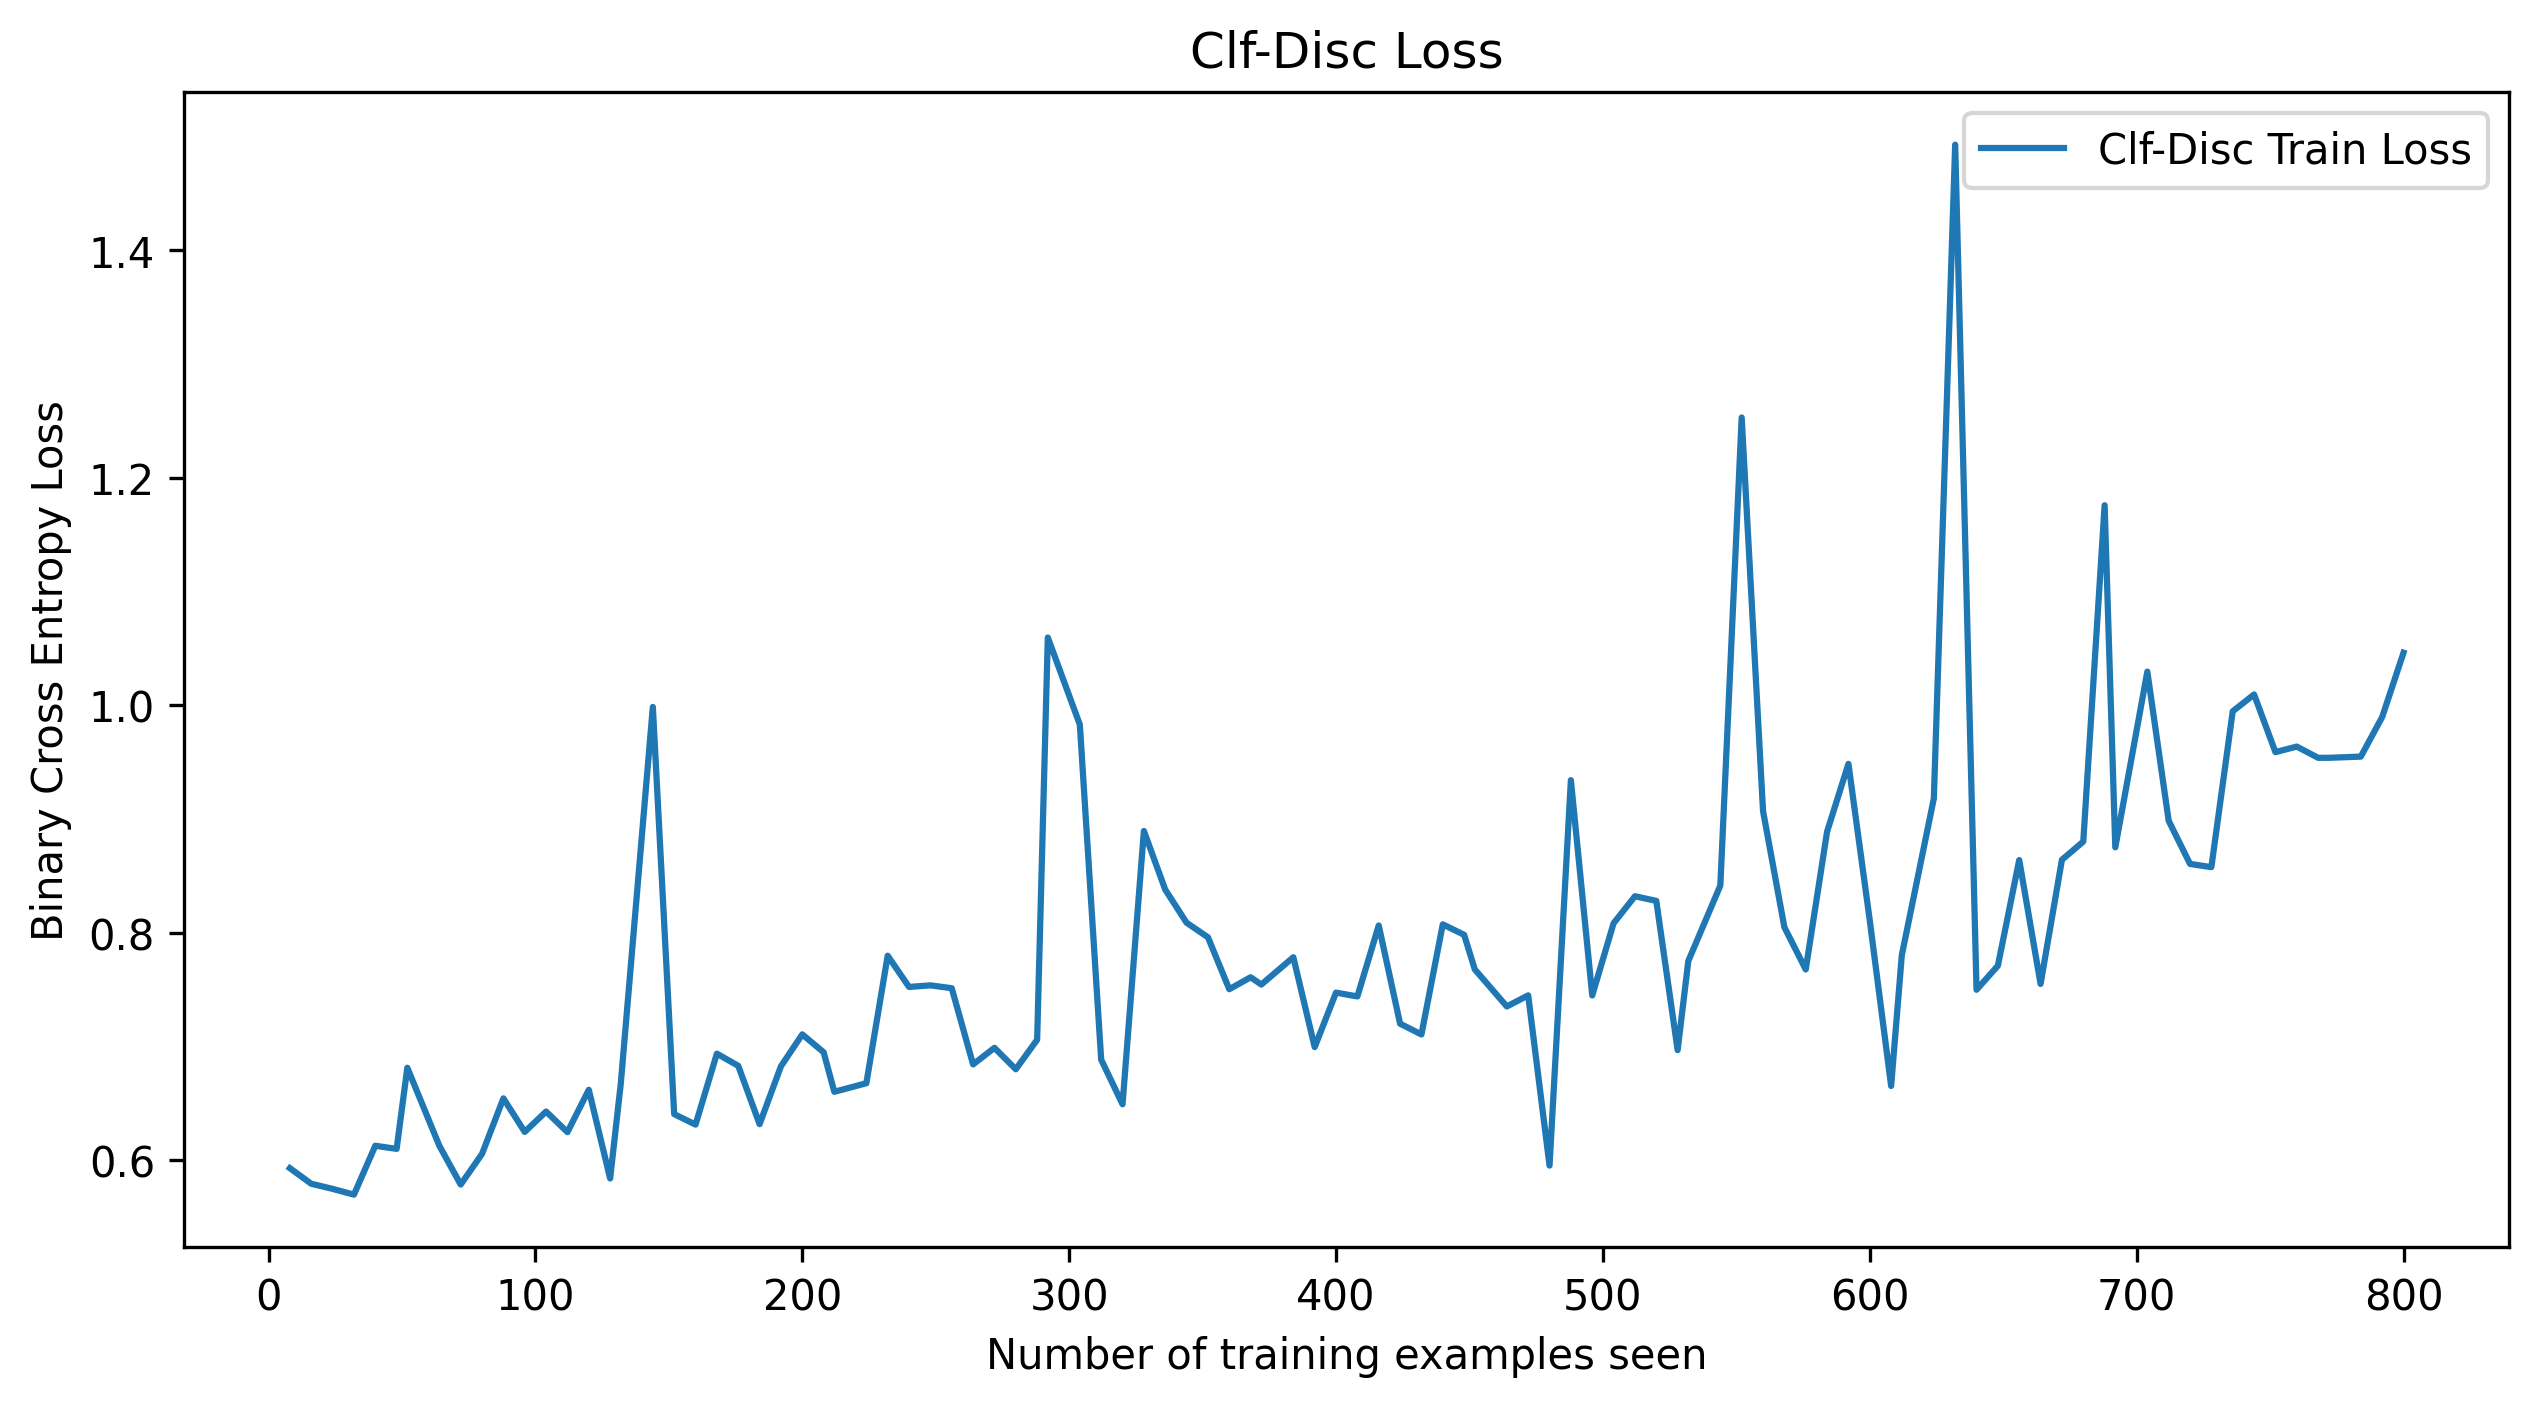 Clf-Disc Loss
Clf-Disc Train Loss
Binary Cross Entropy Loss
1.4
1.2
1.0
0.8
0.6
0 100 200 300 400 500 600 700 800
Number of training examples seen